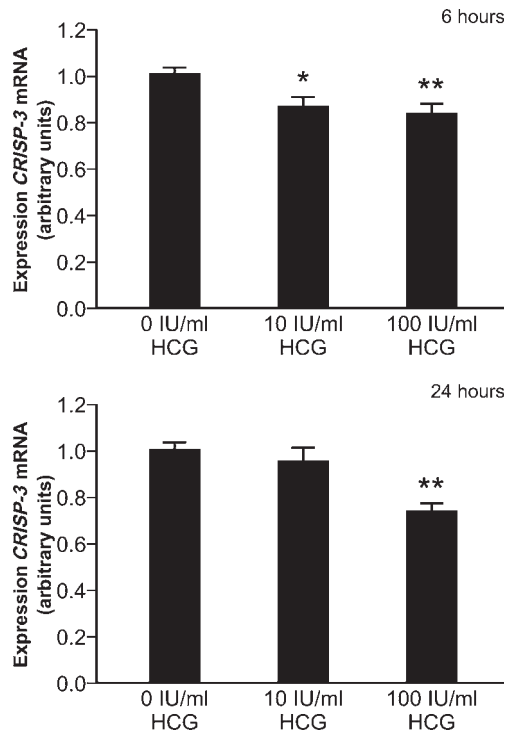 6 hours
Expression CRISP-3 mRNA
(arbitrary units)
1.2
1.0
0.8
0.6
0.4
0.2
0.0
*
**
0 IU/ml
HCG
10 IU/ml
HCG
100 IU/ml
HCG
24 hours
Expression CRISP-3 mRNA
(arbitrary units)
1.2
1.0
0.8
0.6
0.4
0.2
0.0
**
0 IU/ml
HCG
10 IU/ml
HCG
100 IU/ml
HCG